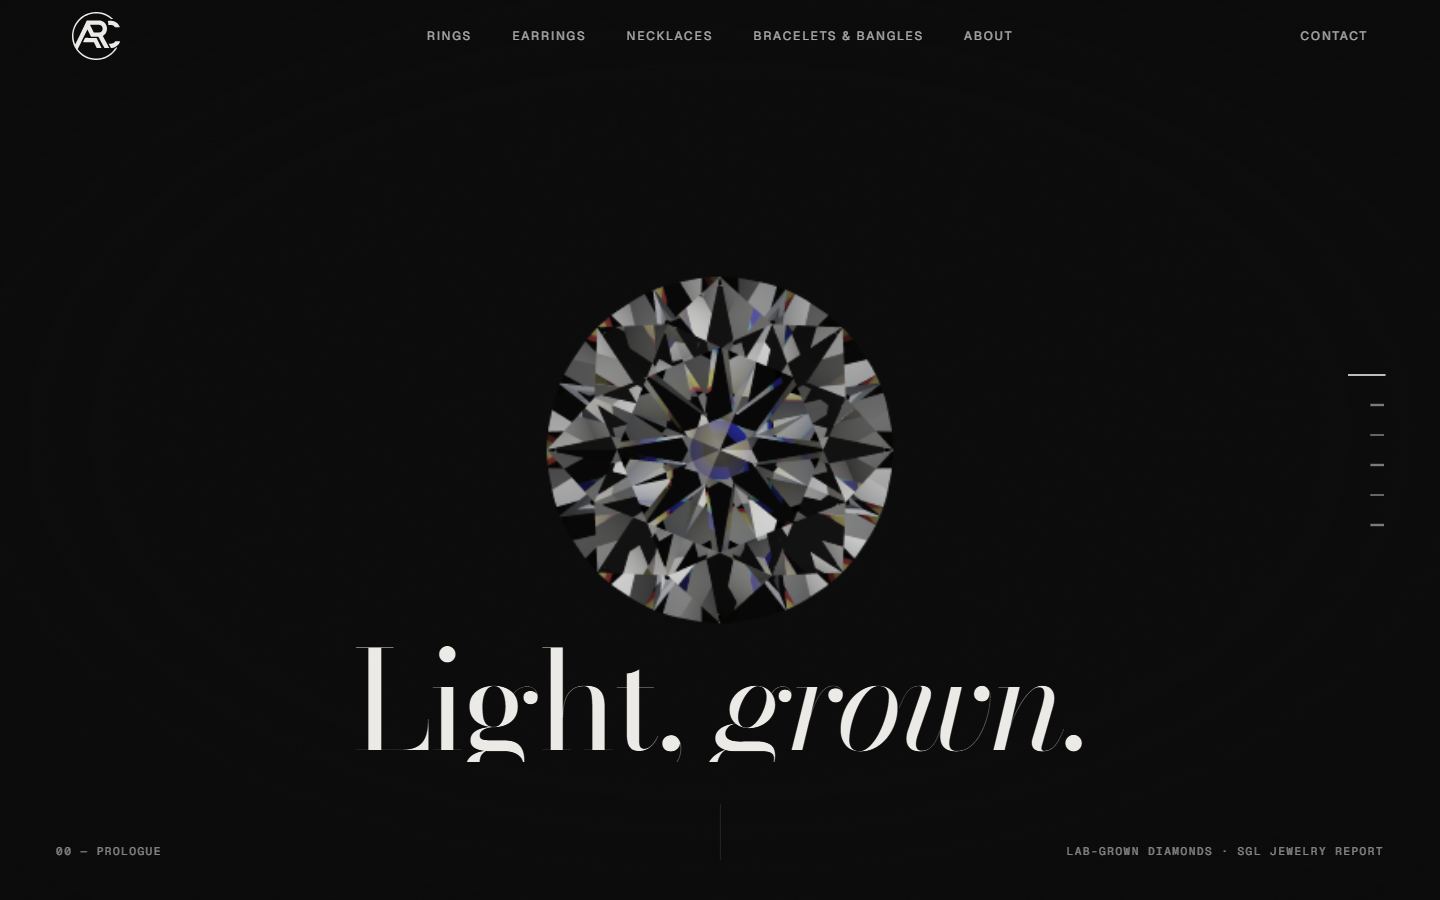 ARC
RINGS EARRINGS NECKLACES BRACELETS & BANGLES ABOUT CONTACT
Light, grown.
00 — PROLOGUE
LAB-GROWN DIAMONDS · SGL JEWELRY REPORT